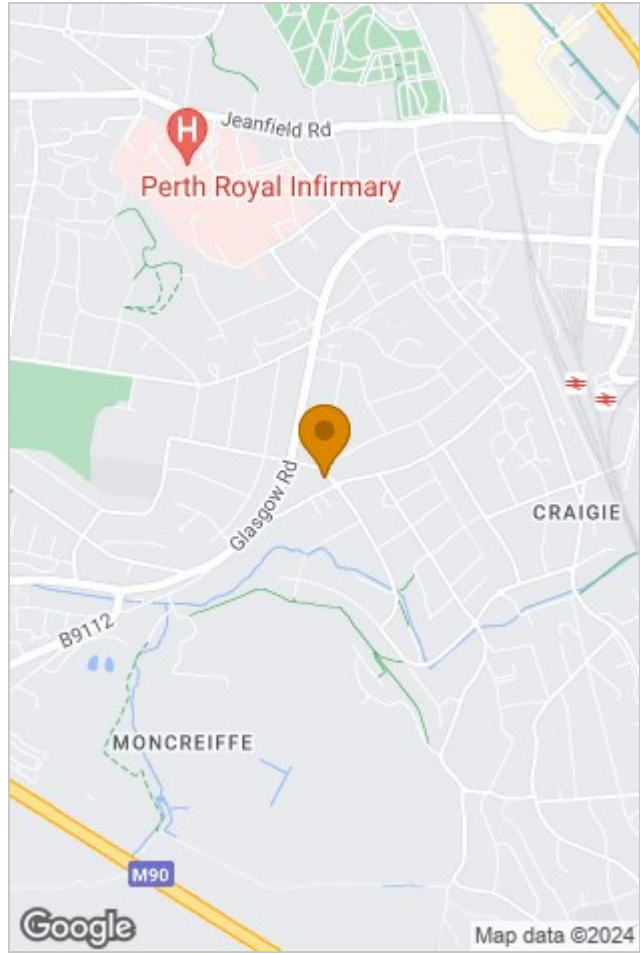 Jeanfield Rd
H
Perth Royal Infirmary
Glasgow Rd
CRAIGIE
B9112
MONCREIFFE
M90
Google
Map data ©2024